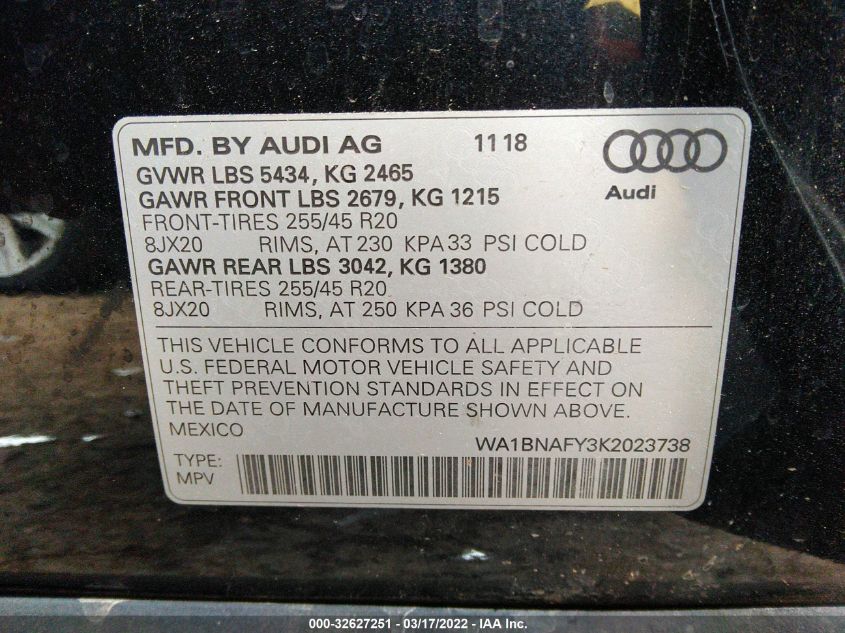 MFD. BY AUDI AG 11 18
GVWR LBS 5434, KG 2465
GAWR FRONT LBS 2679, KG 1215
Audi
FRONT-TIRES 255/45 R20
8JX20 RIMS, AT 230 KPA 33 PSI COLD
GAWR REAR LBS 3042, KG 1380
REAR-TIRES 255/45 R20
8JX20 RIMS, AT 250 KPA 36 PSI COLD
THIS VEHICLE CONFORMS TO ALL APPLICABLE
U.S. FEDERAL MOTOR VEHICLE SAFETY AND
THEFT PREVENTION STANDARDS IN EFFECT ON
THE DATE OF MANUFACTURE SHOWN ABOVE.
MEXICO WA1BNAFY3K2023738
TYPE:
MPV
000-32627251 - 03/17/2022 - IAA Inc.